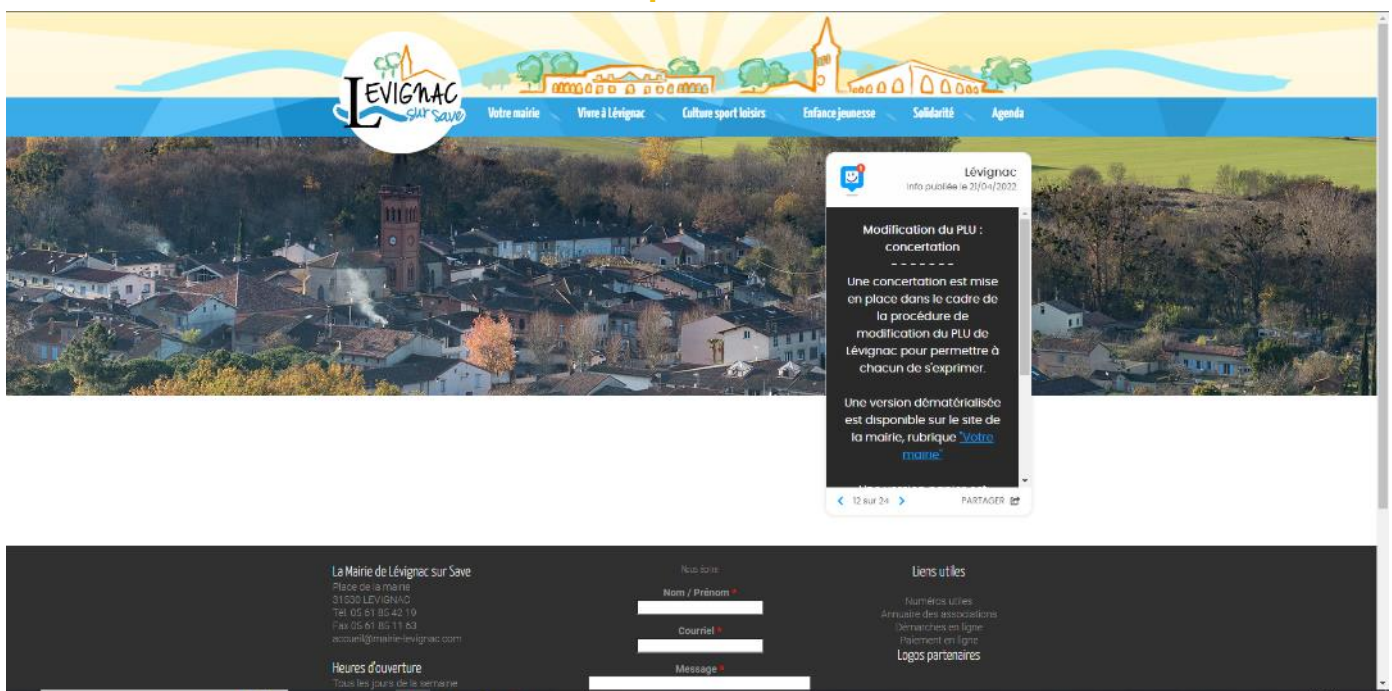 LEVIGNAC
sur Save
Votre mairie
Vivre à Lévignac
Culture sport loisirs
Enfance jeunesse
Solidarité
Agenda
Lévignac
Info publiée le 21/04/2022
Modification du PLU :
concertation
- - - - - - -
Une concertation est mise
en place dans le cadre de
la procédure de
modification du PLU de
Lévignac pour permettre à
chacun de s'exprimer.
Une version dématérialisée
est disponible sur le site de
la mairie, rubrique "Votre
mairie"
12 sur 24
PARTAGER
La Mairie de Lévignac sur Save
Place de la mairie
31530 LEVIGNAC
Tél. 05 61 85 42 19
Fax 05 61 85 11 63
accueil@mairie-levignac.com
Heures d'ouverture
Tous les jours de la semaine
Nous écrire
Nom / Prénom *
Courriel *
Message *
Liens utiles
Numéros utiles
Annuaire des associations
Démarches en ligne
Paiement en ligne
Logos partenaires